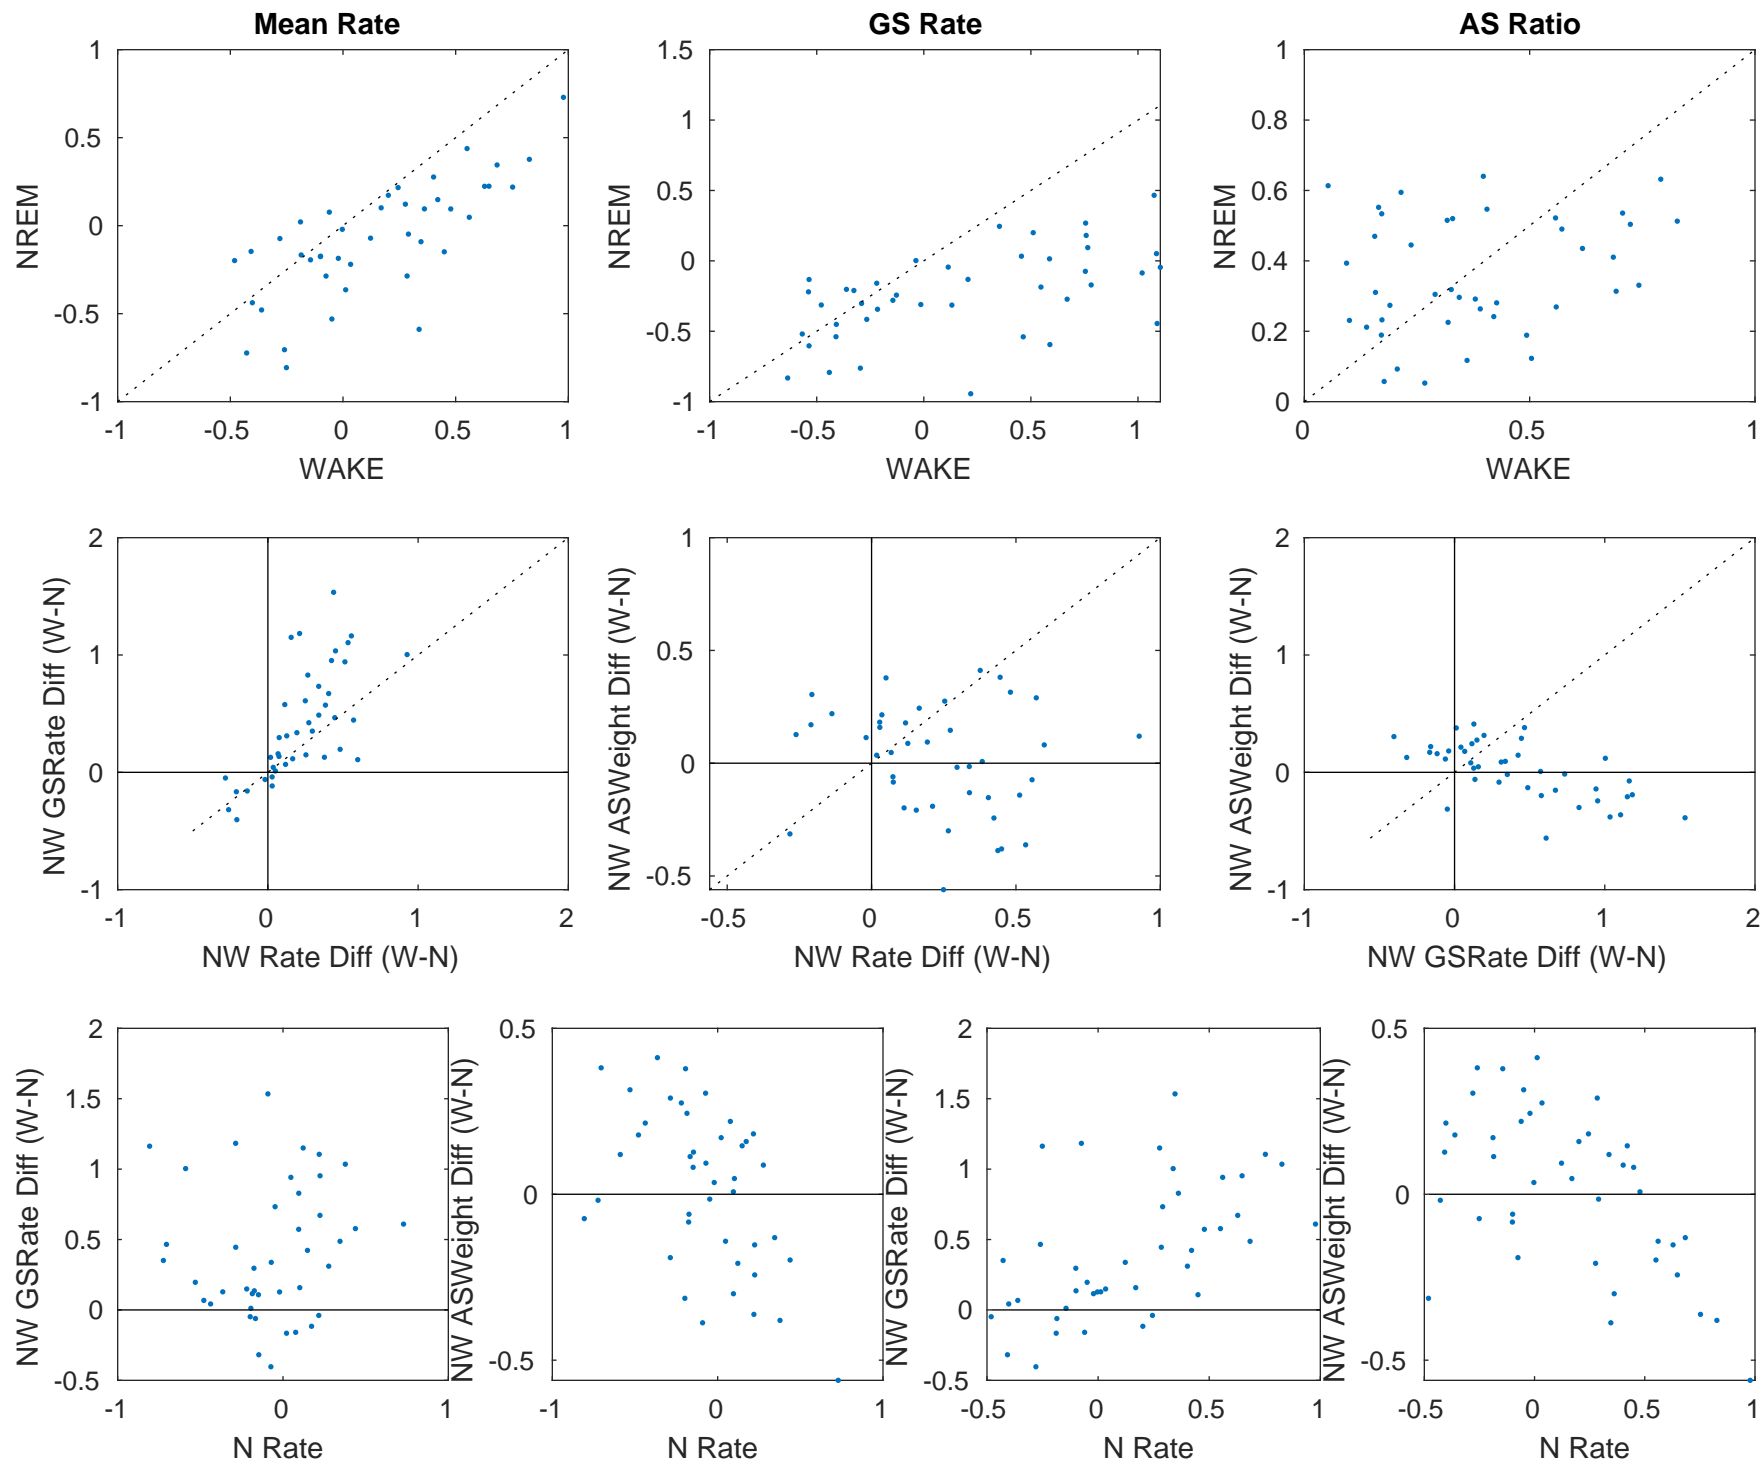 Mean Rate
GS Rate
AS Ratio
1
0.5
0
-0.5
-1
NREM
-1 -0.5 0 0.5 1
WAKE
1.5
1
0.5
0
-0.5
-1
NREM
-1 -0.5 0 0.5 1
WAKE
1
0.8
0.6
0.4
0.2
0
NREM
0 0.5 1
WAKE
2
1
0
-1
NW GSRate Diff (W-N)
-1 0 1 2
NW Rate Diff (W-N)
1
0.5
0
-0.5
NW ASWeight Diff (W-N)
-0.5 0 0.5 1
NW Rate Diff (W-N)
2
1
0
-1
NW ASWeight Diff (W-N)
-1 0 1 2
NW GSRate Diff (W-N)
2
1.5
1
0.5
0
-0.5
NW GSRate Diff (W-N)
-1 0 1
N Rate
0.5
0
-0.5
NW ASWeight Diff (W-N)
-1 0 1
N Rate
2
1.5
1
0.5
0
-0.5
NW GSRate Diff (W-N)
-0.5 0 0.5 1
N Rate
0.5
0
-0.5
NW ASWeight Diff (W-N)
-0.5 0 0.5 1
N Rate